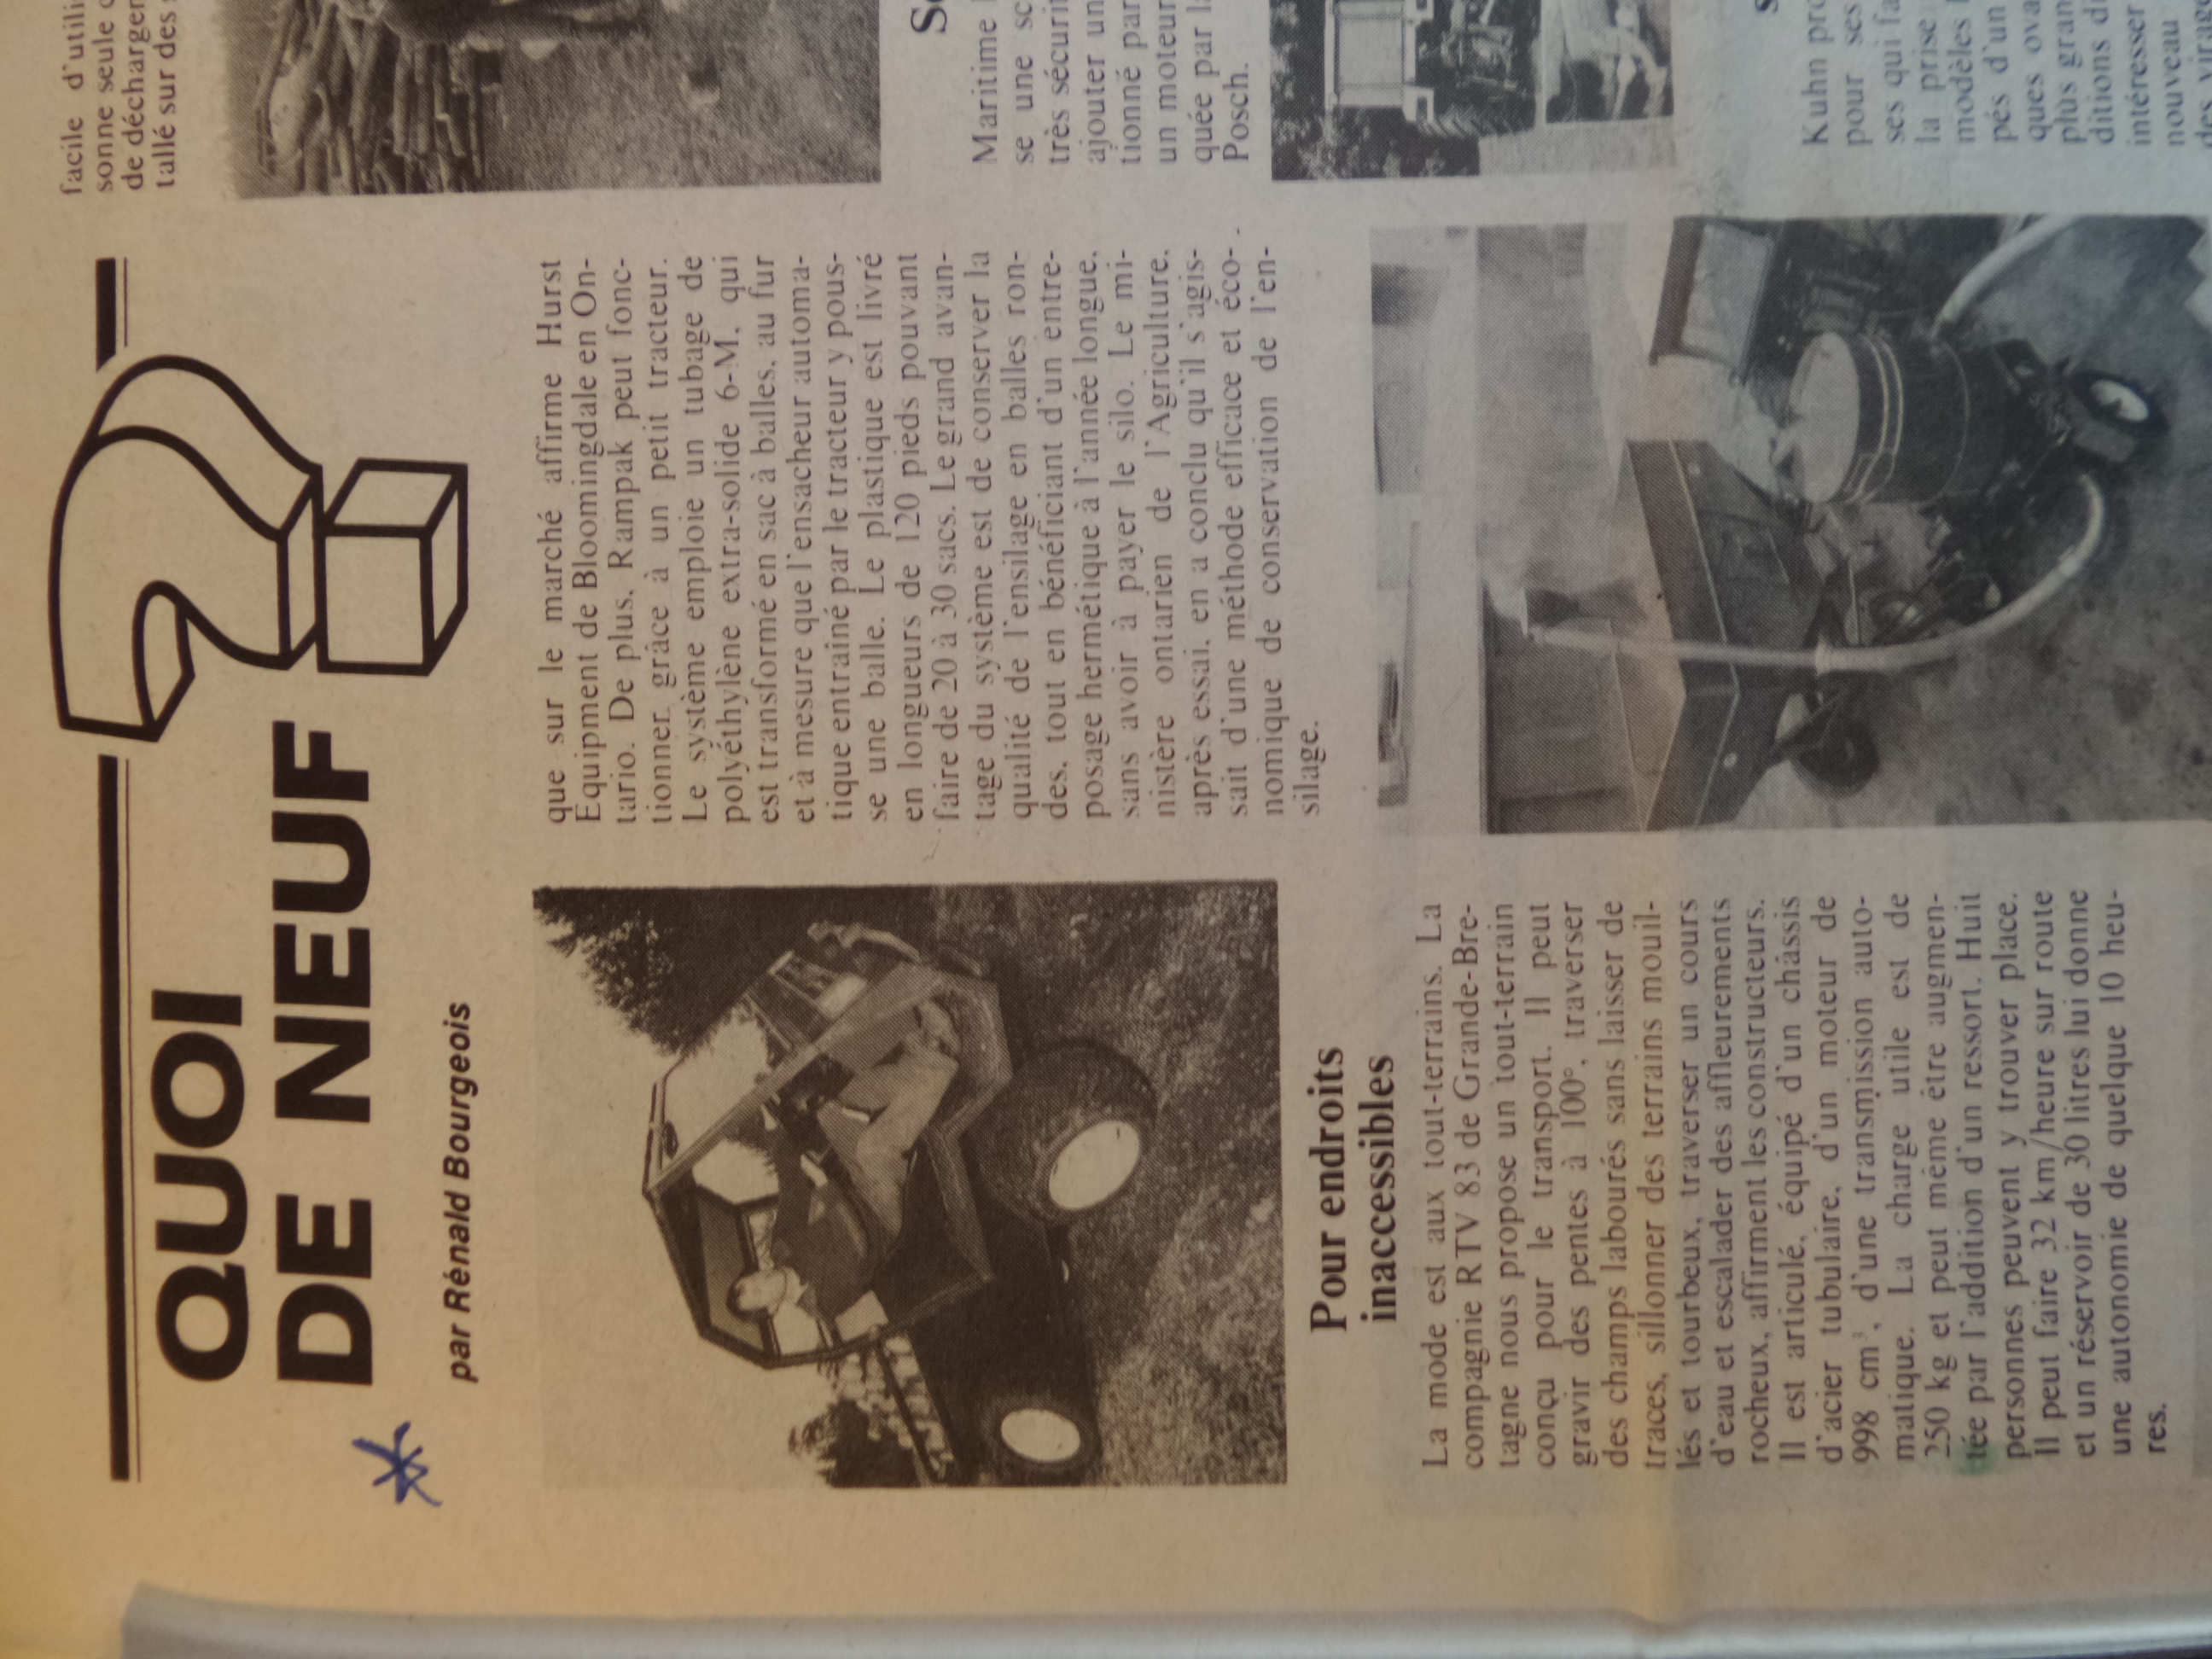 QUOI
DE NEUF ?
par Rénald Bourgeois
Pour endroits
inaccessibles
La mode est aux tout-terrains. La
compagnie RTV 83 de Grande-Bre-
tagne nous propose un tout-terrain
conçu pour le transport. Il peut
gravir des pentes à 100°, traverser
des champs labourés sans laisser de
traces, sillonner des terrains mouil-
lés et tourbeux, traverser un cours
d'eau et escalader des affleurements
rocheux, affirment les constructeurs.
Il est articulé, équipé d'un châssis
d'acier tubulaire, d'un moteur de
998 cm³, d'une transmission auto-
matique. La charge utile est de
250 kg et peut même être augmen-
tée par l'addition d'un ressort. Huit
personnes peuvent y trouver place.
Il peut faire 32 km/heure sur route
et un réservoir de 30 litres lui donne
une autonomie de quelque 10 heu-
res.
que sur le marché affirme Hurst
Equipment de Bloomingdale en On-
tario. De plus, Rampak peut fonc-
tionner grâce à un petit tracteur.
Le système emploie un tubage de
polyéthylène extra-solide 6-M, qui
est transformé en sac à balles, au fur
et à mesure que l'ensacheur automa-
tique entraîné par le tracteur y pous-
se une balle. Le plastique est livré
en longueurs de 120 pieds pouvant
faire de 20 à 30 sacs. Le grand avan-
tage du système est de conserver la
qualité de l'ensilage en balles ron-
des, tout en bénéficiant d'un entre-
posage hermétique à l'année longue,
sans avoir à payer le silo. Le mi-
nistère ontarien de l'Agriculture,
après essai, en a conclu qu'il s'agis-
sait d'une méthode efficace et éco-
nomique de conservation de l'en-
silage.
facile d'utili
sonne seule
de déchargen
tallé sur des
Maritime
se une sc
très sécurit
ajouter un
tionné par
un moteur
quée par la
Posch.
Kuhn pro
pour ses
ses qui fa
la prise
modèles
pés d'un
ques ova
plus gran
ditions d
intéresser
nouveau